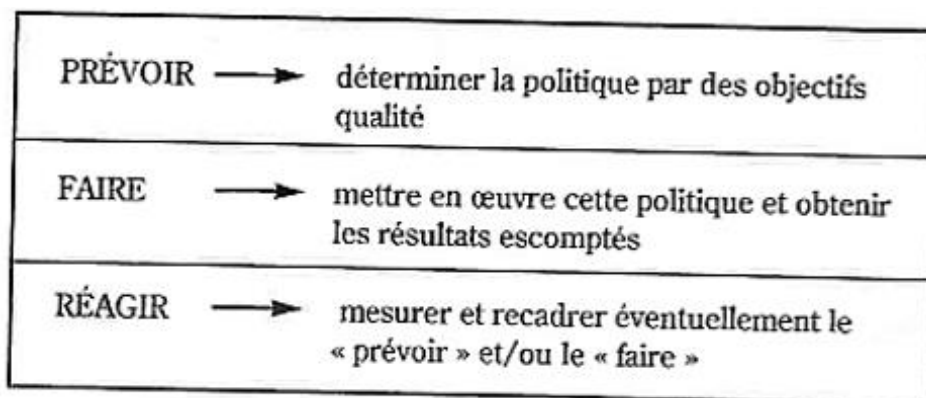 PRÉVOIR → déterminer la politique par des objectifs
qualité
FAIRE → mettre en œuvre cette politique et obtenir
les résultats escomptés
RÉAGIR → mesurer et recadrer éventuellement le
« prévoir » et/ou le « faire »